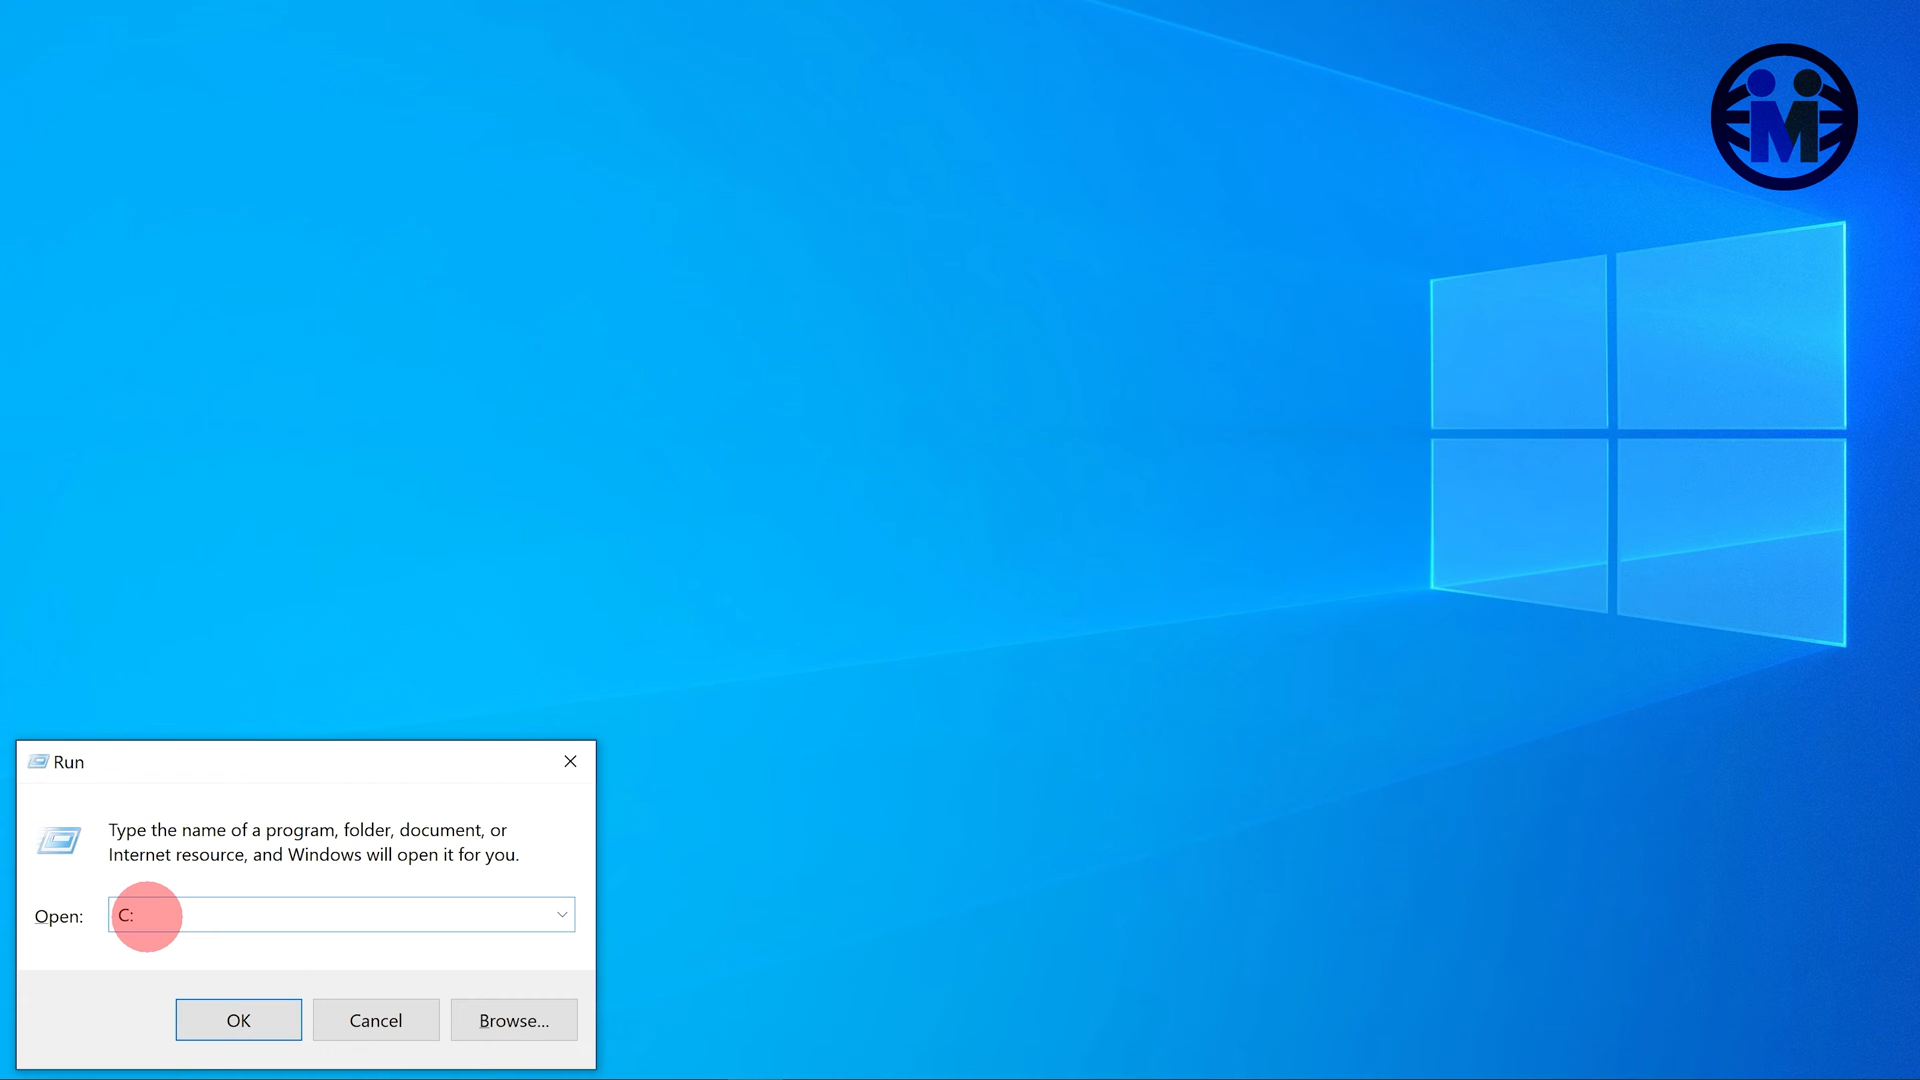 M
Run
Type the name of a program, folder, document, or
Internet resource, and Windows will open it for you.
Open: C:
OK Cancel Browse...